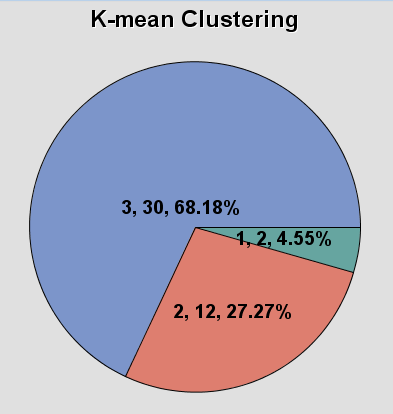 K-mean Clustering
3, 30, 68.18%
1, 2, 4.55%
2, 12, 27.27%